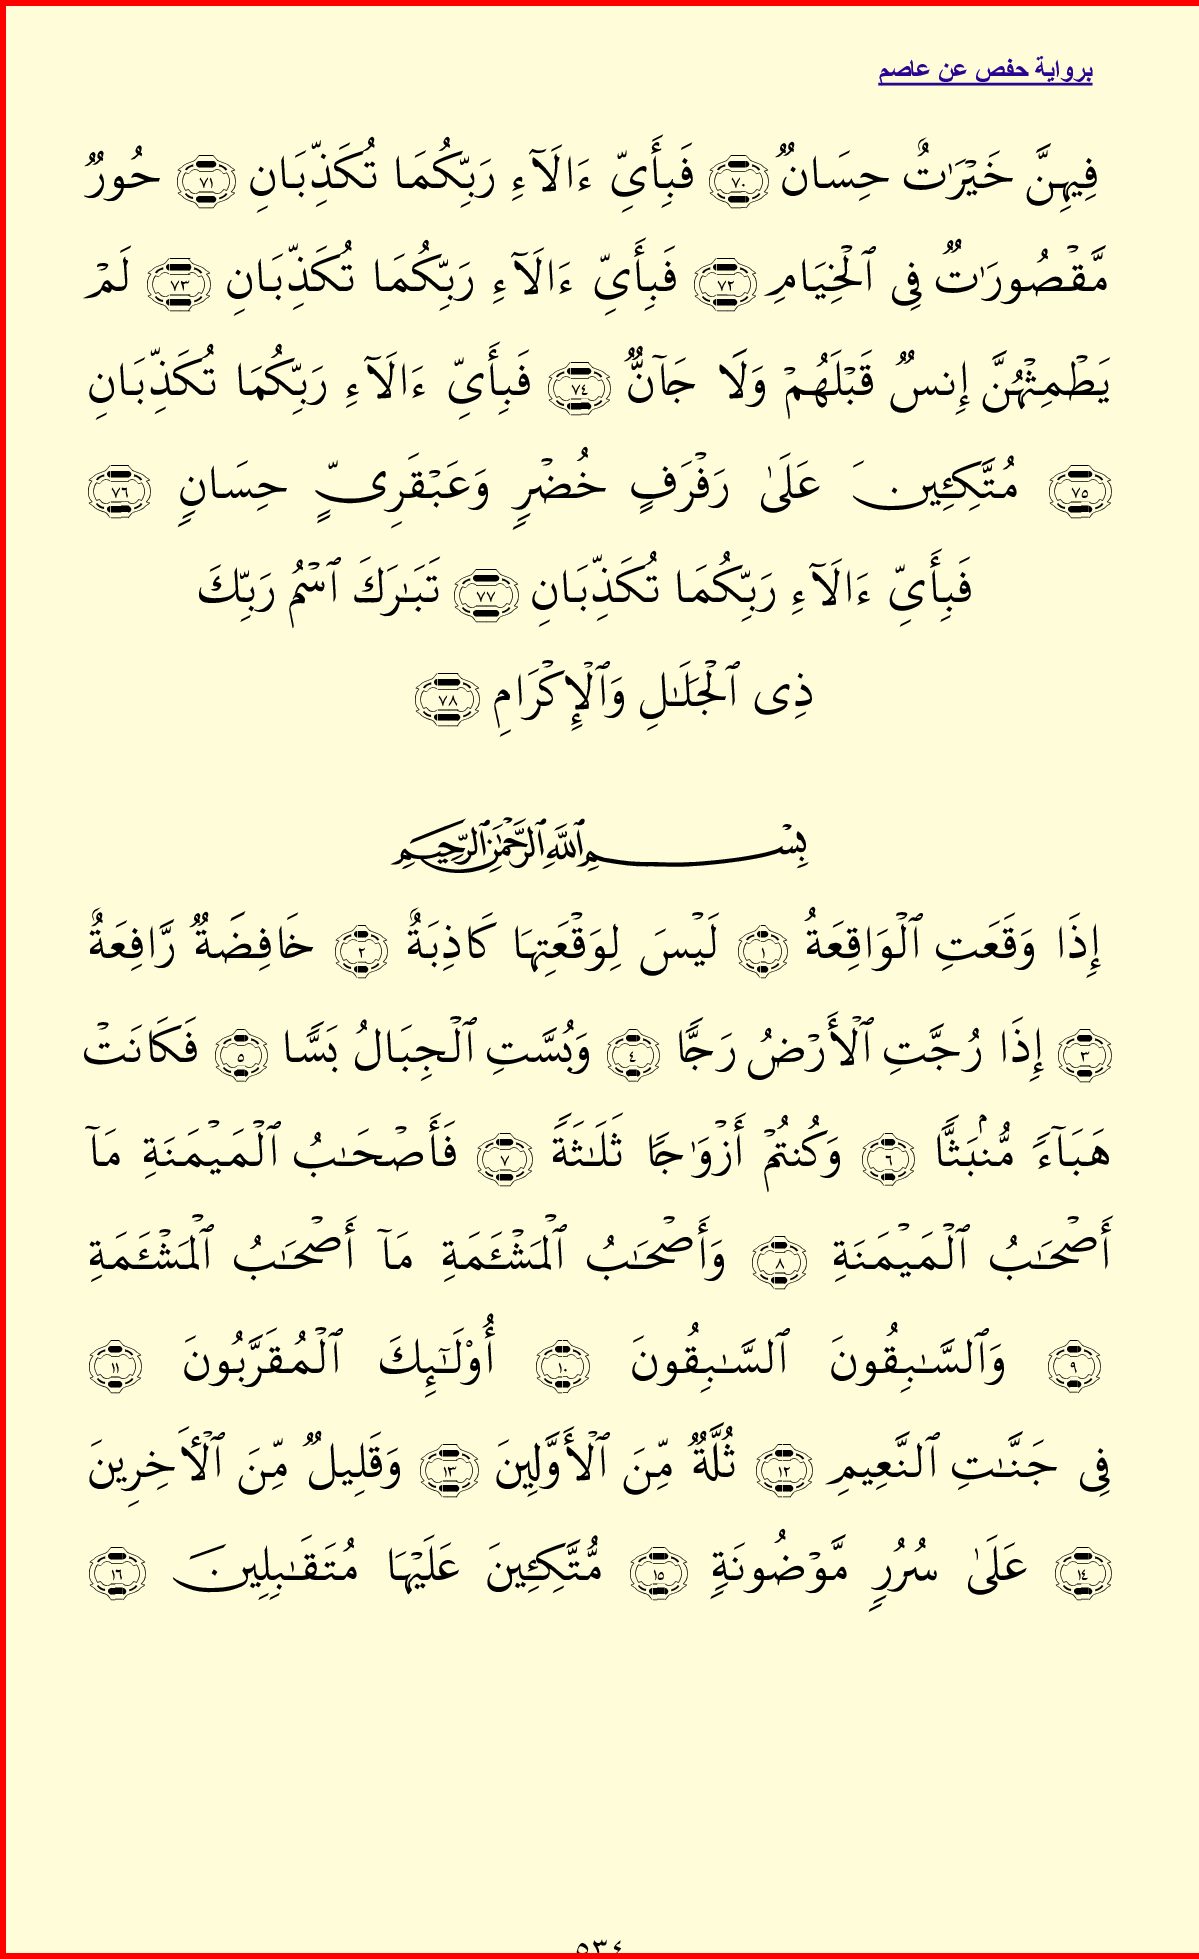 برواية حفص عن عاصم
فِيهِنَّ خَيْرَٰتٌ حِسَانٌ ٧٠ فَبِأَىِّ ءَالَآءِ رَبِّكُمَا تُكَذِّبَانِ ٧١ حُورٌ
مَّقْصُورَٰتٌ فِى ٱلْخِيَامِ ٧٢ فَبِأَىِّ ءَالَآءِ رَبِّكُمَا تُكَذِّبَانِ ٧٣ لَمْ
يَطْمِثْهُنَّ إِنسٌ قَبْلَهُمْ وَلَا جَآنٌّ ٧٤ فَبِأَىِّ ءَالَآءِ رَبِّكُمَا تُكَذِّبَانِ
٧٥ مُتَّكِـِٔينَ عَلَىٰ رَفْرَفٍ خُضْرٍ وَعَبْقَرِىٍّ حِسَانٍ ٧٦
فَبِأَىِّ ءَالَآءِ رَبِّكُمَا تُكَذِّبَانِ ٧٧ تَبَٰرَكَ ٱسْمُ رَبِّكَ
ذِى ٱلْجَلَٰلِ وَٱلْإِكْرَامِ ٧٨
بِسْمِ ٱللَّهِ ٱلرَّحْمَٰنِ ٱلرَّحِيمِ
إِذَا وَقَعَتِ ٱلْوَاقِعَةُ ١ لَيْسَ لِوَقْعَتِهَا كَاذِبَةٌ ٢ خَافِضَةٌ رَّافِعَةٌ
٣ إِذَا رُجَّتِ ٱلْأَرْضُ رَجًّا ٤ وَبُسَّتِ ٱلْجِبَالُ بَسًّا ٥ فَكَانَتْ
هَبَآءً مُّنۢبَثًّا ٦ وَكُنتُمْ أَزْوَٰجًا ثَلَٰثَةً ٧ فَأَصْحَٰبُ ٱلْمَيْمَنَةِ مَآ
أَصْحَٰبُ ٱلْمَيْمَنَةِ ٨ وَأَصْحَٰبُ ٱلْمَشْـَٔمَةِ مَآ أَصْحَٰبُ ٱلْمَشْـَٔمَةِ
٩ وَٱلسَّٰبِقُونَ ٱلسَّٰبِقُونَ ١٠ أُو۟لَٰٓئِكَ ٱلْمُقَرَّبُونَ ١١
فِى جَنَّٰتِ ٱلنَّعِيمِ ١٢ ثُلَّةٌ مِّنَ ٱلْأَوَّلِينَ ١٣ وَقَلِيلٌ مِّنَ ٱلْـَٔاخِرِينَ
١٤ عَلَىٰ سُرُرٍ مَّوْضُونَةٍ ١٥ مُّتَّكِـِٔينَ عَلَيْهَا مُتَقَٰبِلِينَ ١٦
٥٣٤